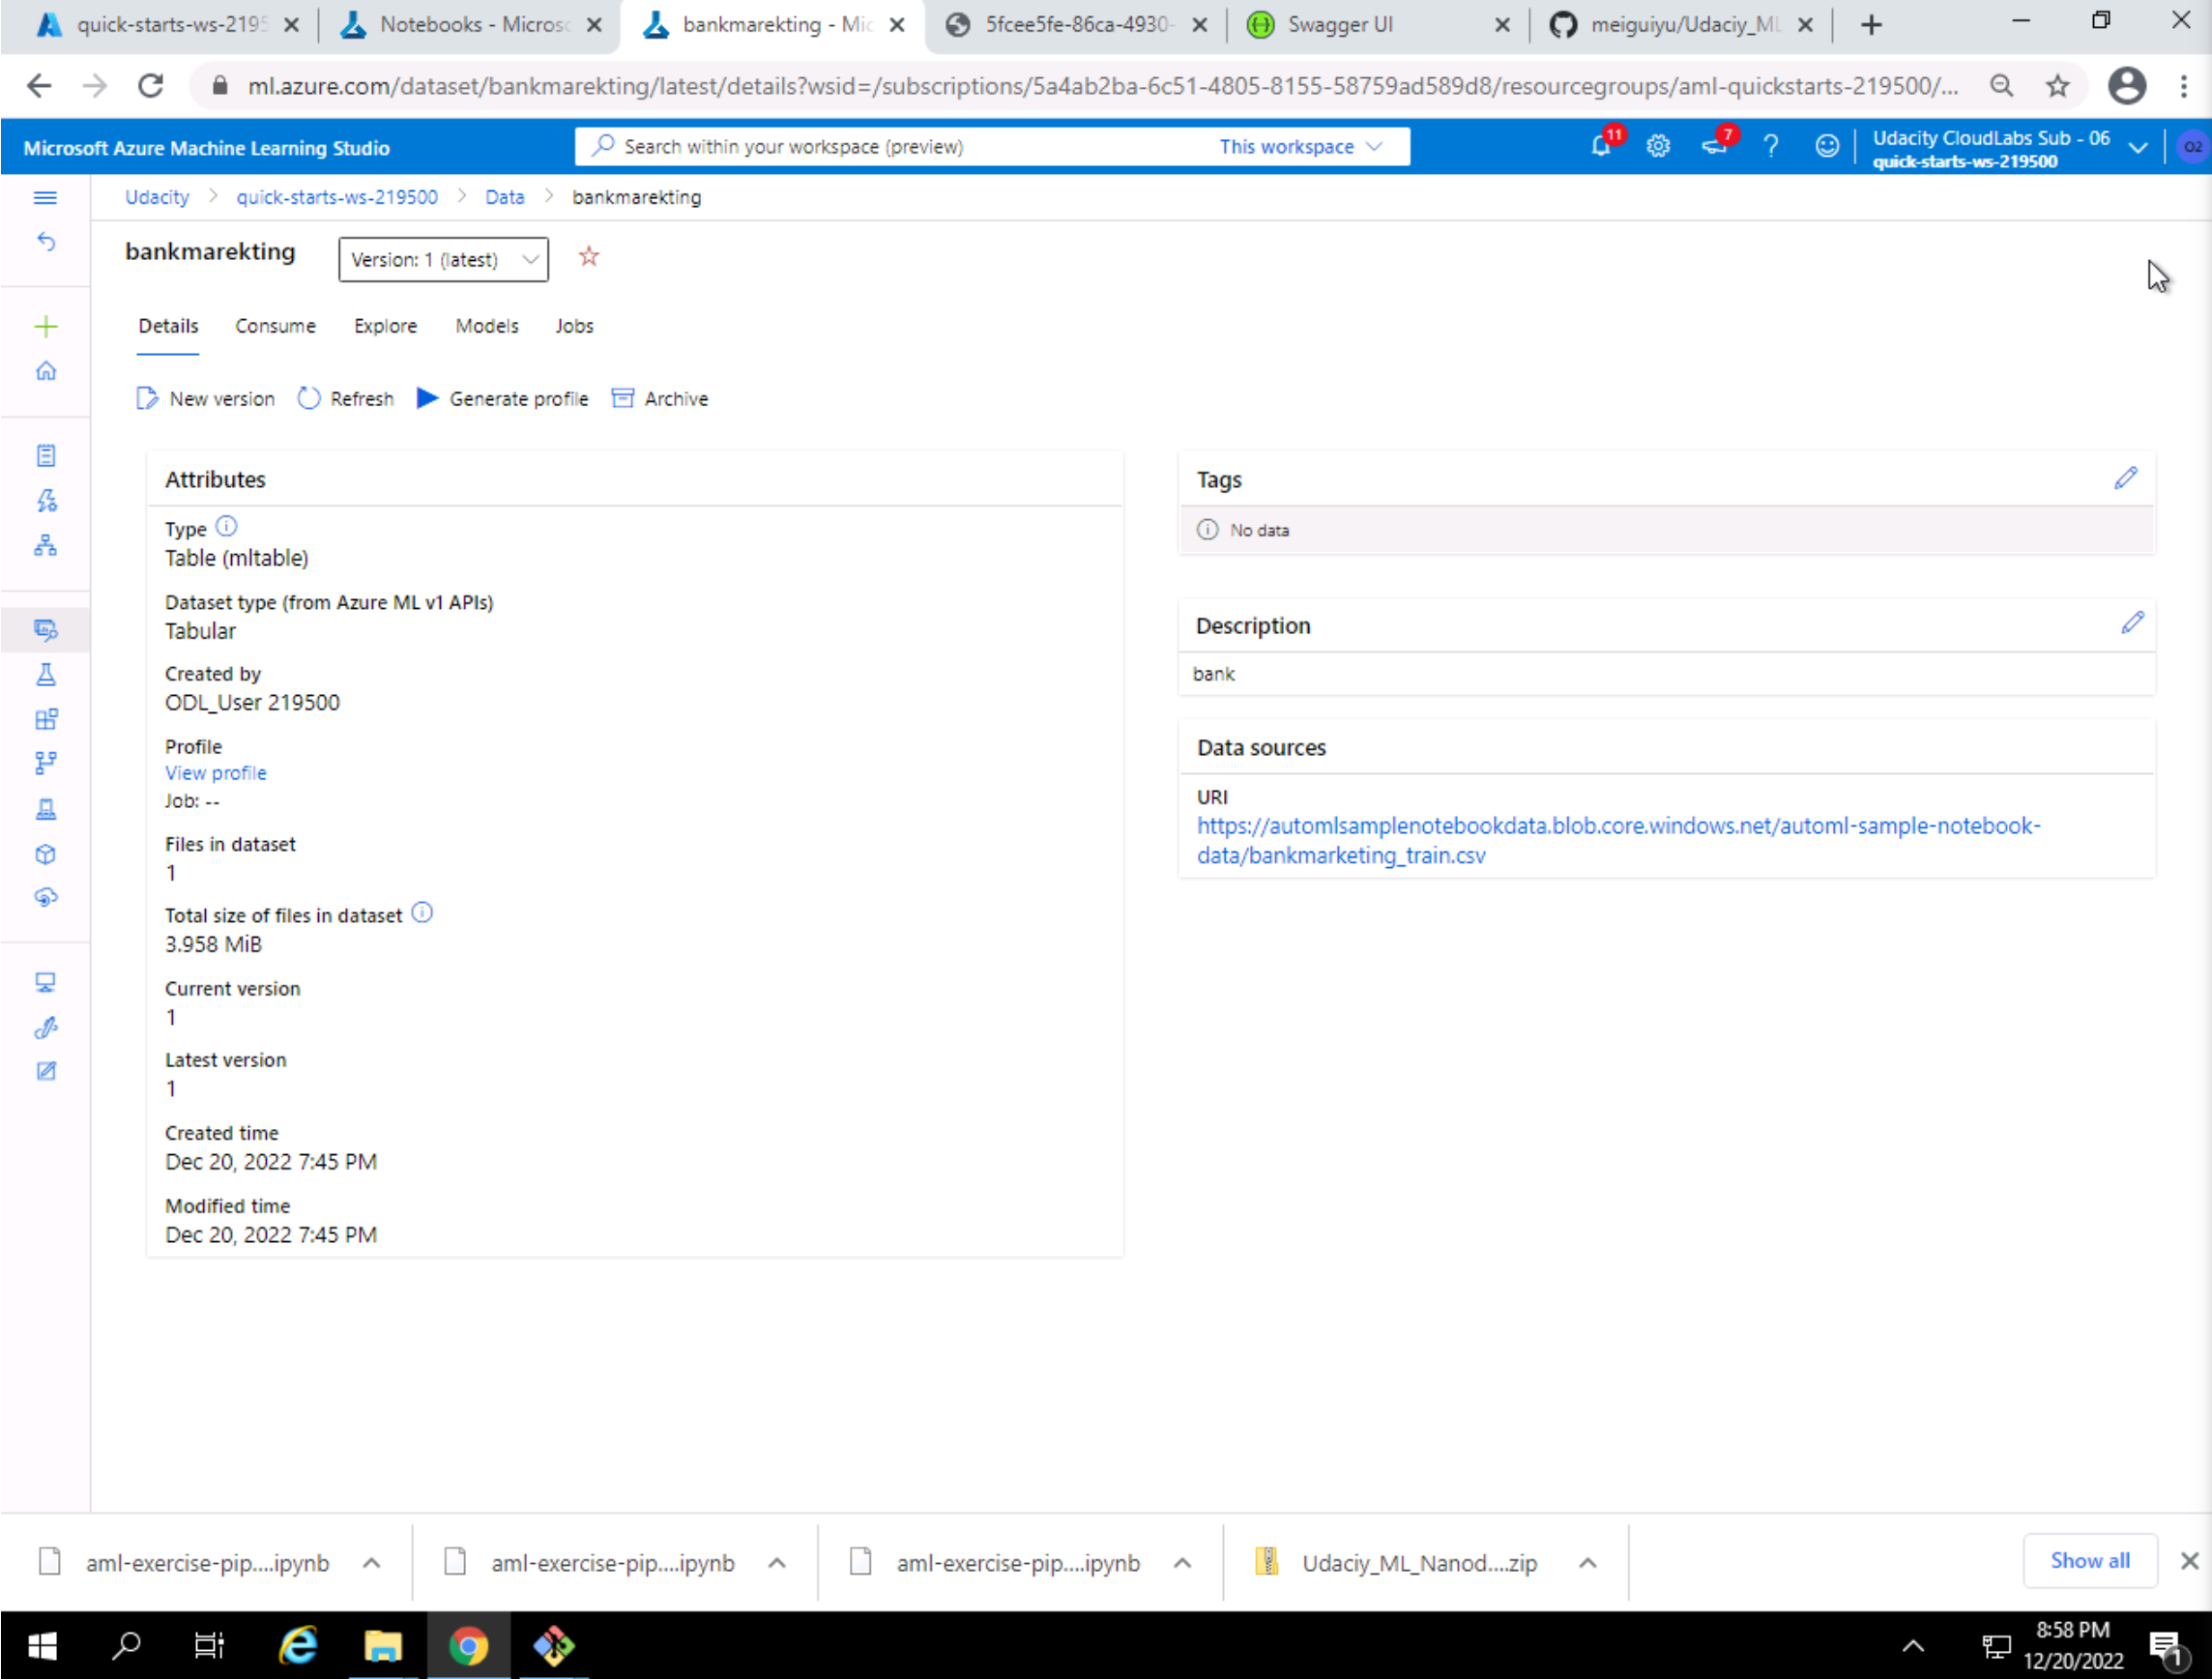 quick-starts-ws-2195
Notebooks - Microsc
bankmarekting - Mic
5fcee5fe-86ca-4930-
Swagger UI
meiguiyu/Udaciy_ML
ml.azure.com/dataset/bankmarekting/latest/details?wsid=/subscriptions/5a4ab2ba-6c51-4805-8155-58759ad589d8/resourcegroups/aml-quickstarts-219500/...
Microsoft Azure Machine Learning Studio
Search within your workspace (preview)
This workspace
11
7
?
Udacity CloudLabs Sub - 06
quick-starts-ws-219500
O2
Udacity > quick-starts-ws-219500 > Data > bankmarekting
bankmarekting
Version: 1 (latest)
Details Consume Explore Models Jobs
New version Refresh Generate profile Archive
Attributes
Type
Table (mltable)
Dataset type (from Azure ML v1 APIs)
Tabular
Created by
ODL_User 219500
Profile
View profile
Job: --
Files in dataset
1
Total size of files in dataset
3.958 MiB
Current version
1
Latest version
1
Created time
Dec 20, 2022 7:45 PM
Modified time
Dec 20, 2022 7:45 PM
Tags
No data
Description
bank
Data sources
URI
https://automlsamplenotebookdata.blob.core.windows.net/automl-sample-notebook-
data/bankmarketing_train.csv
aml-exercise-pip....ipynb
aml-exercise-pip....ipynb
aml-exercise-pip....ipynb
Udaciy_ML_Nanod....zip
Show all
8:58 PM
12/20/2022
1